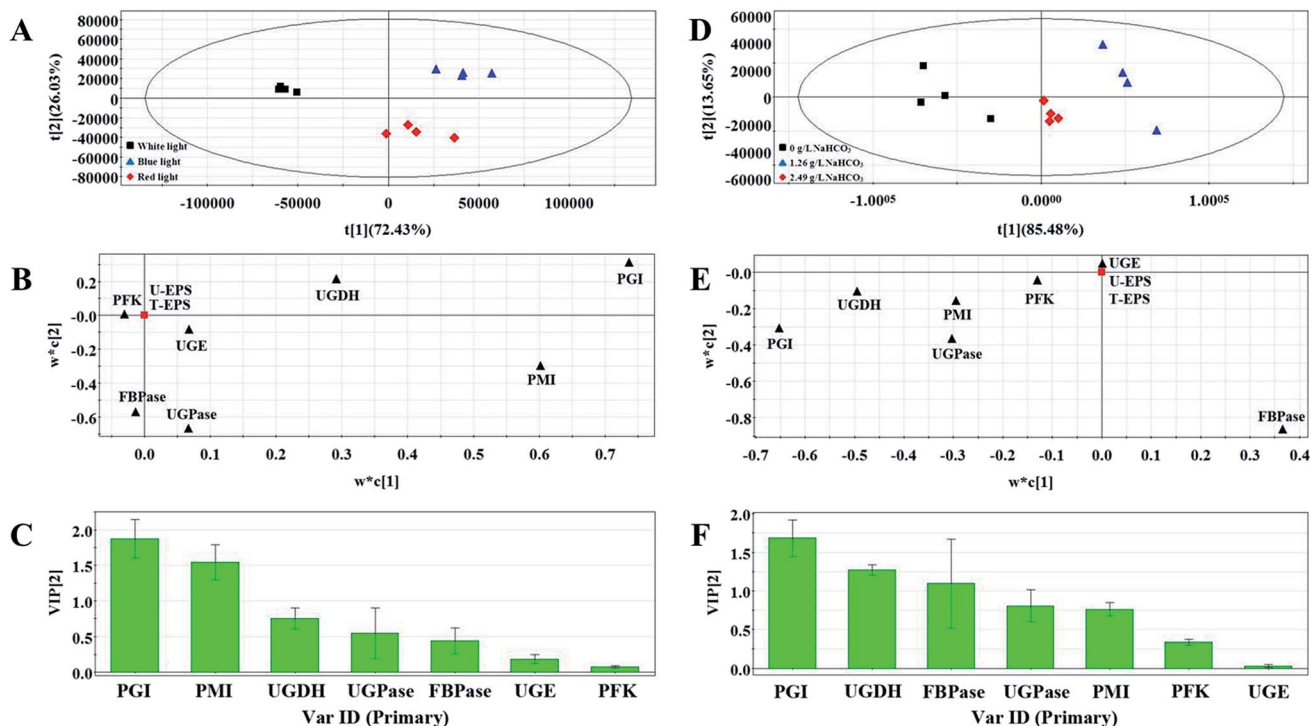 A
80000
60000
40000
20000
0
-20000
-40000
-60000
-80000
t[2](26.03%)
White light
Blue light
Red light
-100000 -50000 0 50000 100000
t[1](72.43%)
D
60000
40000
20000
0
-20000
-40000
-60000
t[2](13.65%)
0 g/LNaHCO₃
1.26 g/LNaHCO₃
2.49 g/LNaHCO₃
-1.0005 0.0000 1.0005
t[1](85.48%)
B
0.2
-0.0
-0.2
-0.4
-0.6
w*c[2]
PFK
U-EPS
T-EPS
UGE
UGDH
PGI
PMI
FBPase
UGPase
0.0 0.1 0.2 0.3 0.4 0.5 0.6 0.7
w*c[1]
E
-0.0
-0.2
-0.4
-0.6
-0.8
w*c[2]
UGE
U-EPS
T-EPS
PFK
UGDH
PMI
PGI
UGPase
FBPase
-0.7 -0.6 -0.5 -0.4 -0.3 -0.2 -0.1 0.0 0.1 0.2 0.3 0.4
w*c[1]
C
2.0
1.5
1.0
0.5
0.0
VIP[2]
PGI PMI UGDH UGPase FBPase UGE PFK
Var ID (Primary)
F
2.0
1.5
1.0
0.5
0.0
VIP[2]
PGI UGDH FBPase UGPase PMI PFK UGE
Var ID (Primary)